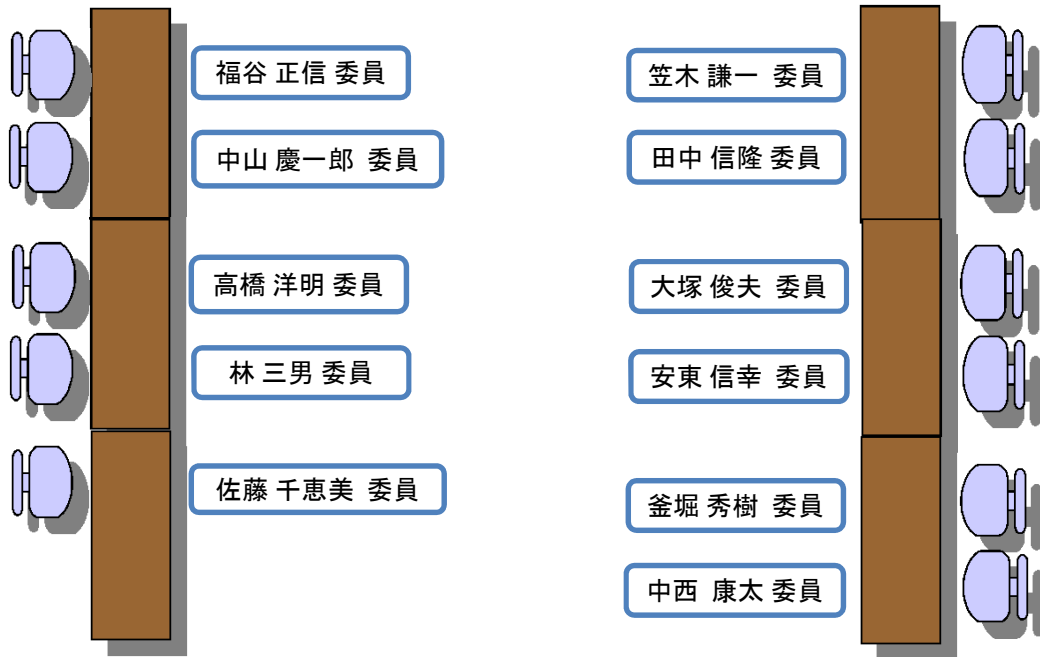 福谷 正信 委員
中山 慶一郎 委員
高橋 洋明 委員
林 三男 委員
佐藤 千恵美 委員
笠木 謙一 委員
田中 信隆 委員
大塚 俊夫 委員
安東 信幸 委員
釜堀 秀樹 委員
中西 康太 委員